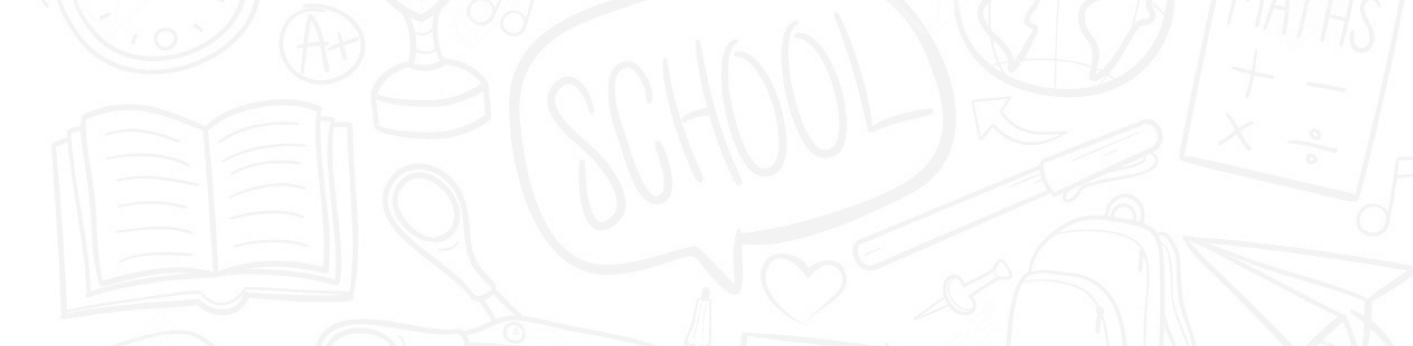 A+
SCHOOL
MATHS
+ −
× ÷